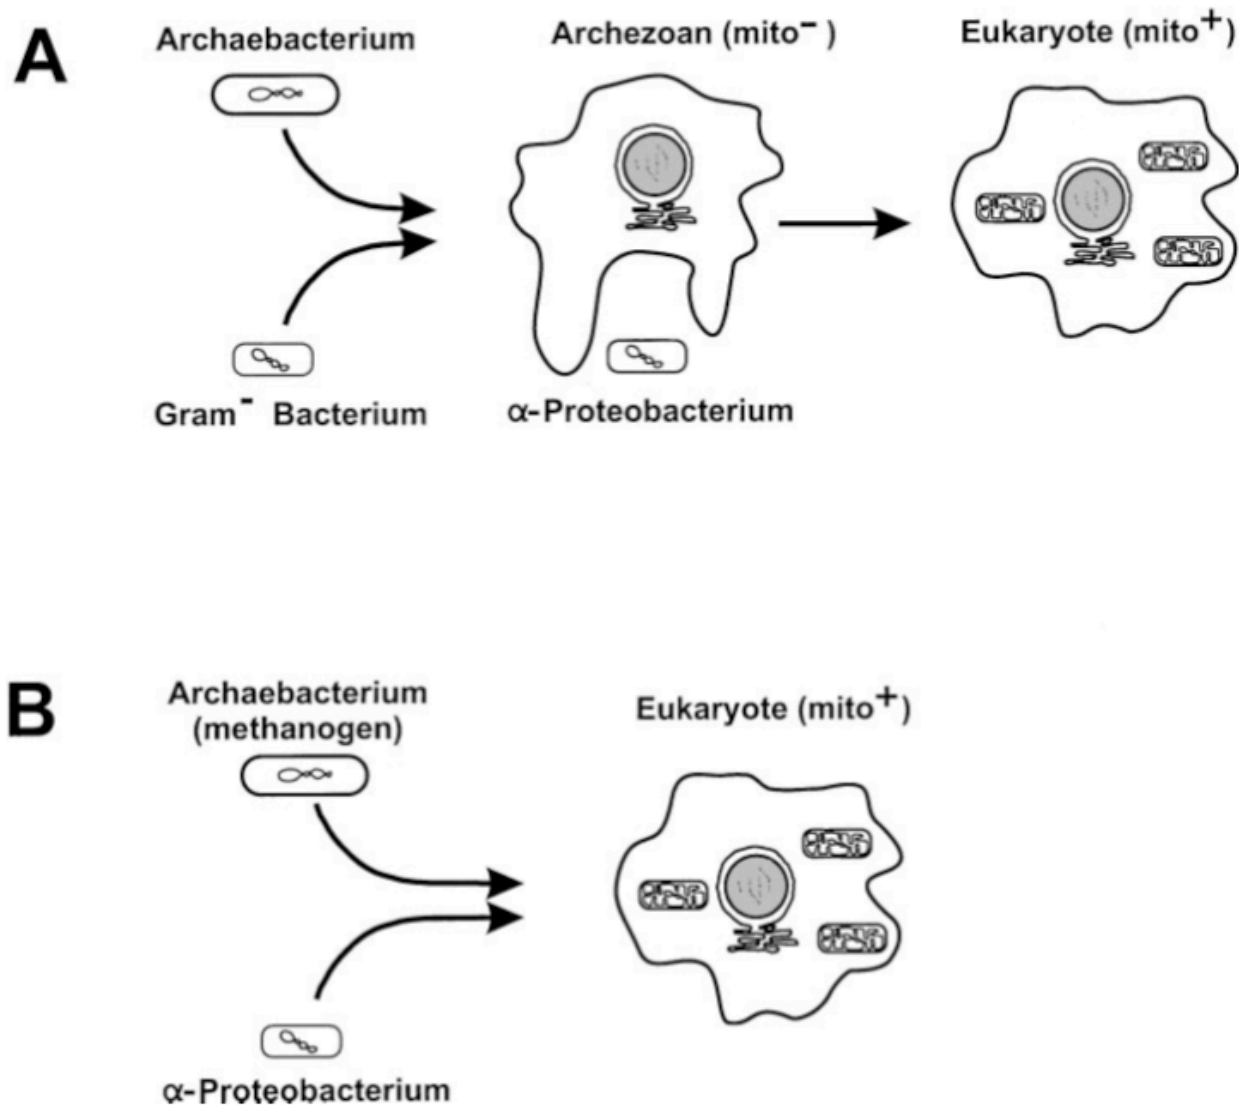 A
Archaebacterium
Archezoan (mito⁻ )
Eukaryote (mito⁺)
Gram⁻ Bacterium
α-Proteobacterium
B
Archaebacterium
(methanogen)
Eukaryote (mito⁺)
α-Proteobacterium